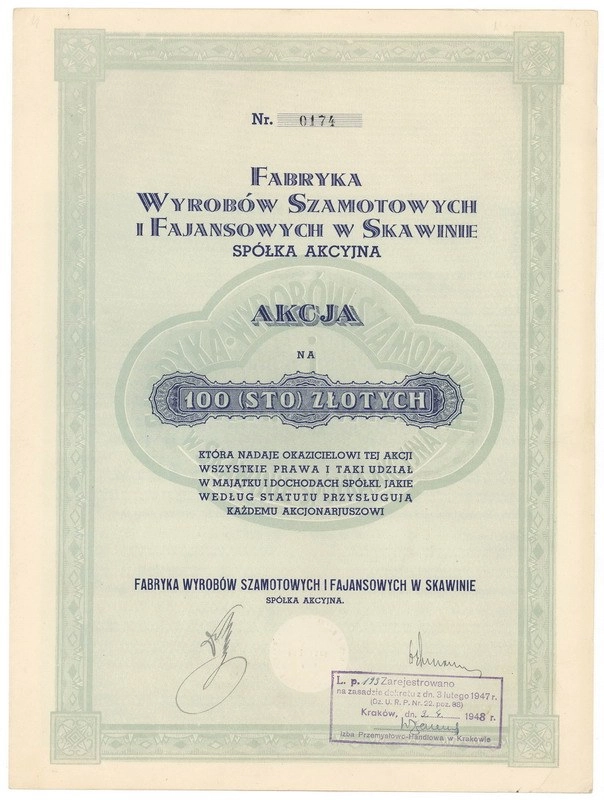 Nr. 0174
FABRYKA
WYROBÓW SZAMOTOWYCH
I FAJANSOWYCH W SKAWINIE
SPÓŁKA AKCYJNA
AKCJA
NA
100 (STO) ZŁOTYCH
KTÓRA NADAJE OKAZICIELOWI TEJ AKCJI
WSZYSTKIE PRAWA I TAKI UDZIAŁ
W MAJĄTKU I DOCHODACH SPÓŁKI, JAKIE
WEDŁUG STATUTU PRZYSŁUGUJĄ
KAŻDEMU AKCJONARJUSZOWI
FABRYKA WYROBÓW SZAMOTOWYCH I FAJANSOWYCH W SKAWINIE
SPÓŁKA AKCYJNA.
L. p. 193 Zarejestrowano
na zasadzie dekretu z dn. 3 lutego 1947 r.
(Dz. U. R. P. Nr. 22. poz. 88)
Kraków, dn. 1948 r.
Izba Przemysłowo-Handlowa w Krakowie